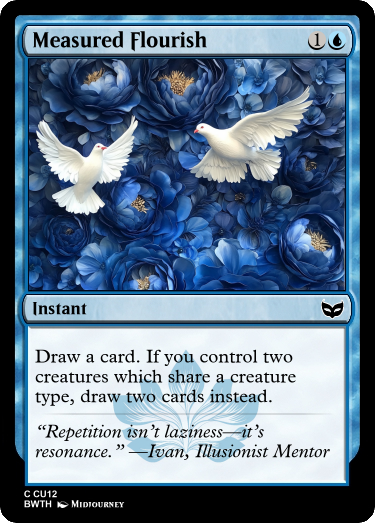 Measured Flourish 1
Instant
Draw a card. If you control two
creatures which share a creature
type, draw two cards instead.
“Repetition isn’t laziness—it’s
resonance.” —Ivan, Illusionist Mentor
C CU12
BWTH Midjourney